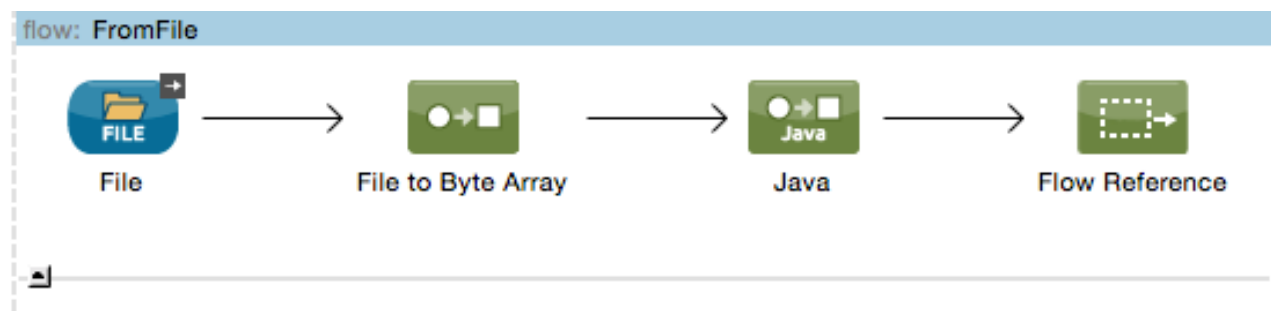 flow: FromFile
FILE
Java
File
File to Byte Array
Java
Flow Reference